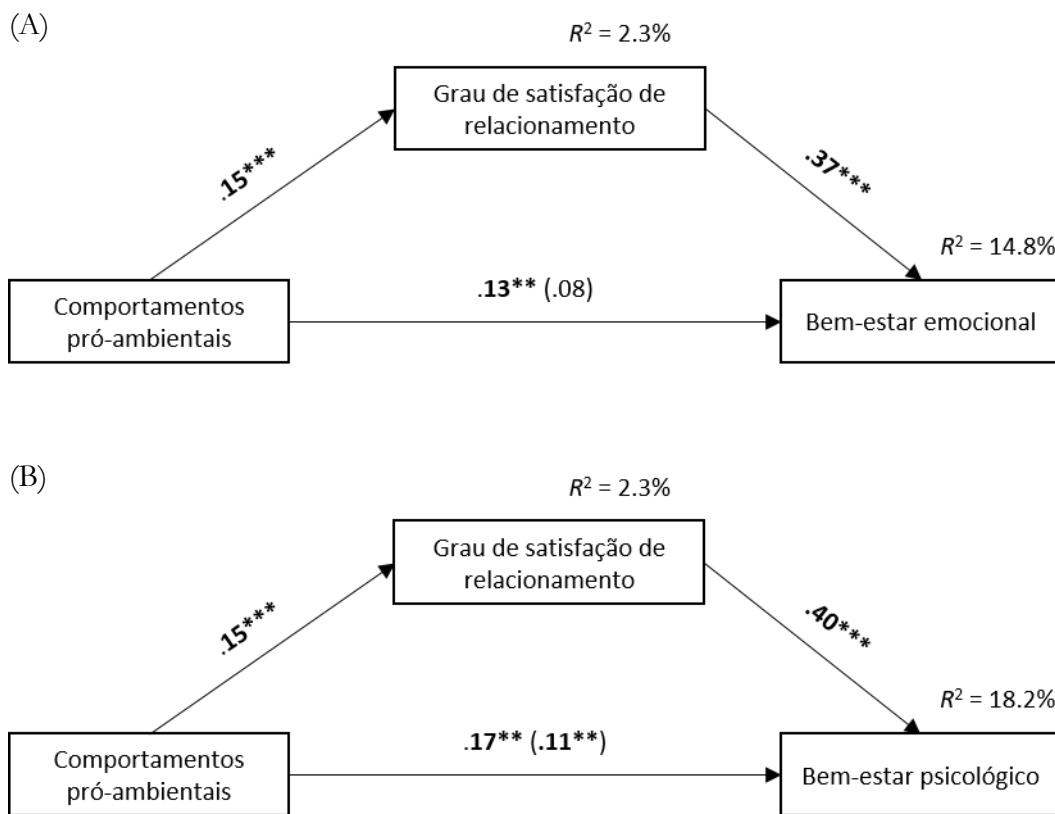 (A)
R² = 2.3%
Grau de satisfação de
relacionamento
.15***
.37***
R² = 14.8%
Comportamentos
pró-ambientais
.13** (.08)
Bem-estar emocional
(B)
R² = 2.3%
Grau de satisfação de
relacionamento
.15***
.40***
R² = 18.2%
Comportamentos
pró-ambientais
.17** (.11**)
Bem-estar psicológico